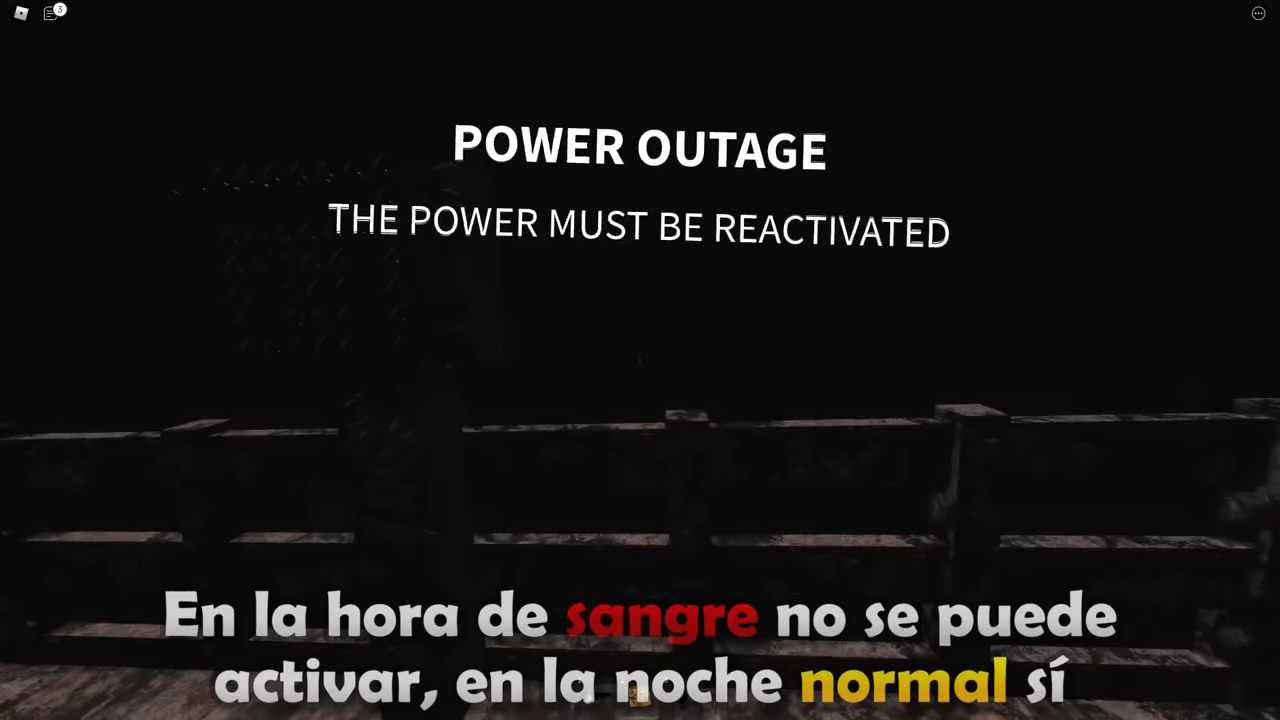 3
POWER OUTAGE
THE POWER MUST BE REACTIVATED
En la hora de sangre no se puede
activar, en la noche normal sí